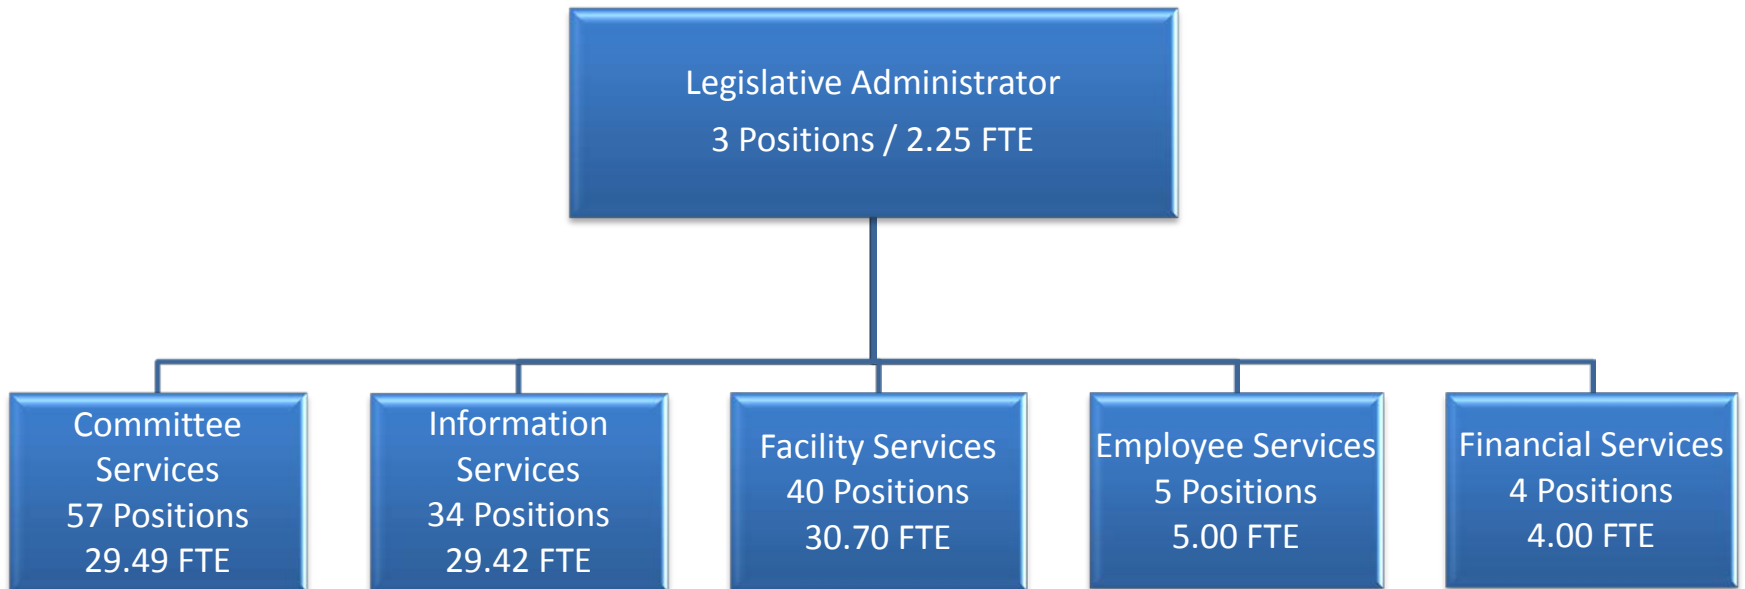 Legislative Administrator
3 Positions / 2.25 FTE
Committee
Services
57 Positions
29.49 FTE
Information
Services
34 Positions
29.42 FTE
Facility Services
40 Positions
30.70 FTE
Employee Services
5 Positions
5.00 FTE
Financial Services
4 Positions
4.00 FTE